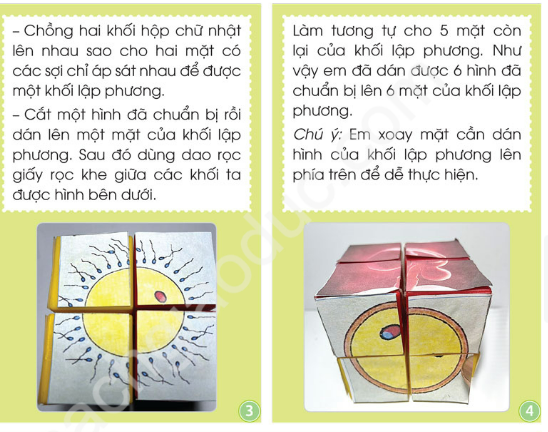 – Chồng hai khối hộp chữ nhật
lên nhau sao cho hai mặt có
các sợi chỉ áp sát nhau để được
một khối lập phương.
– Cắt một hình đã chuẩn bị rồi
dán lên một mặt của khối lập
phương. Sau đó dùng dao rọc
giấy rọc khe giữa các khối ta
được hình bên dưới.
3
Làm tương tự cho 5 mặt còn
lại của khối lập phương. Như
vậy em đã dán được 6 hình đã
chuẩn bị lên 6 mặt của khối lập
phương.
Chú ý: Em xoay mặt cần dán
hình của khối lập phương lên
phía trên để dễ thực hiện.
4